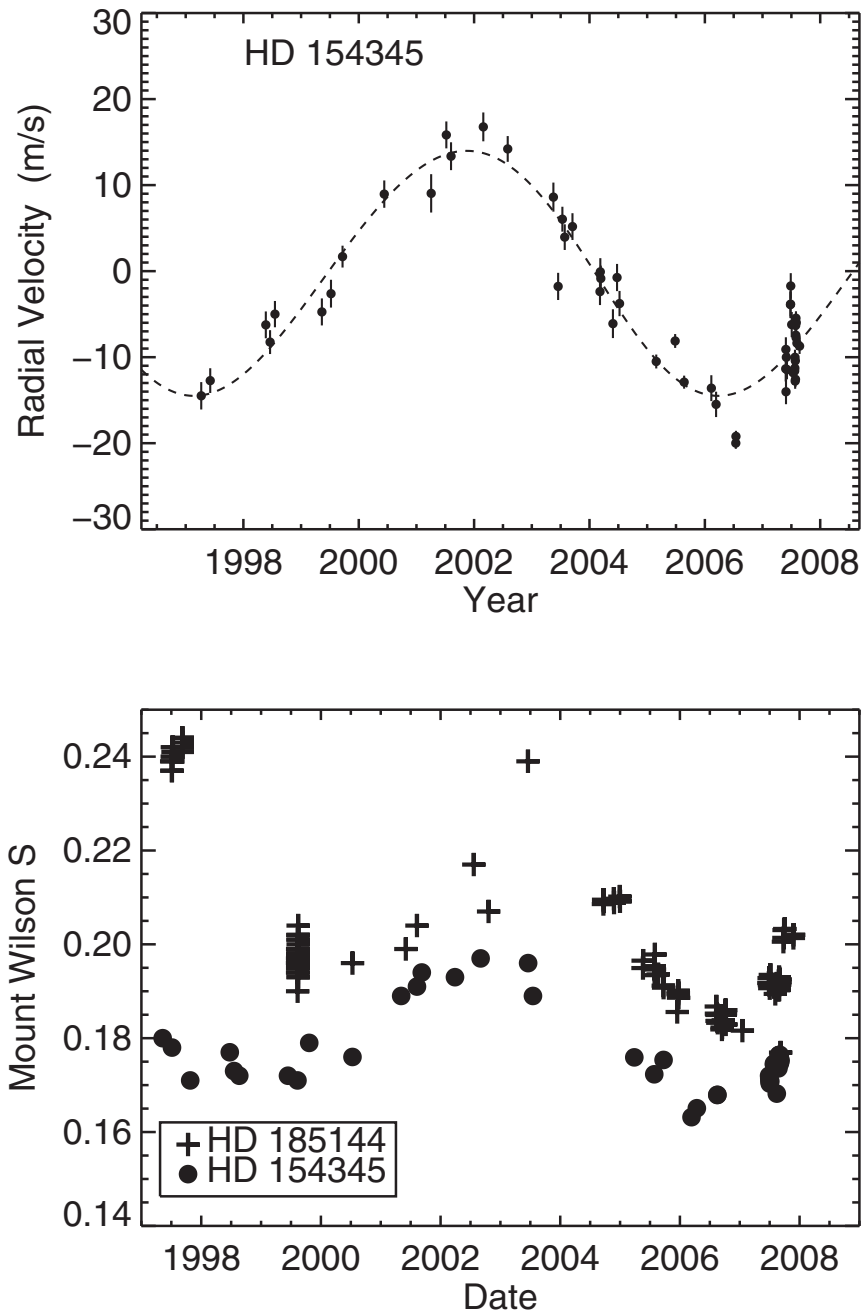 HD 154345
30
20
10
0
−10
−20
−30
Radial Velocity (m/s)
1998 2000 2002 2004 2006 2008
Year
0.24
0.22
0.20
0.18
0.16
0.14
Mount Wilson S
HD 185144
HD 154345
1998 2000 2002 2004 2006 2008
Date